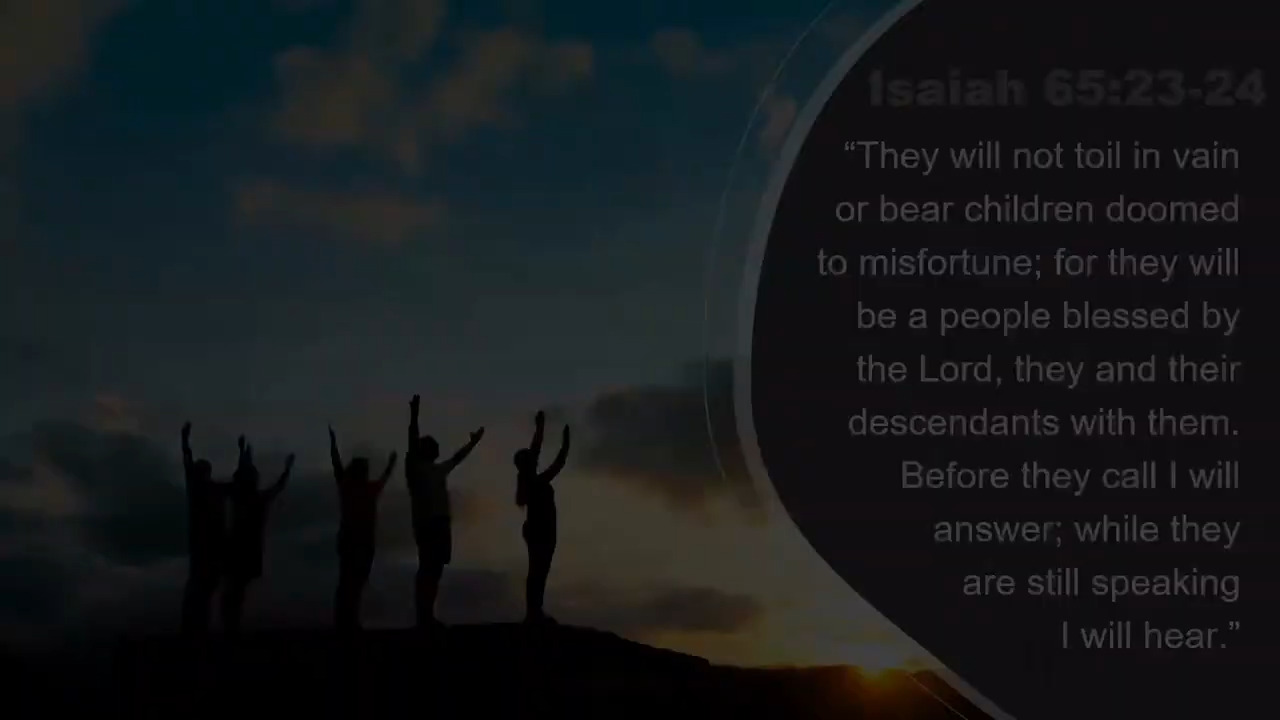 Isaiah 65:23-24
“They will not toil in vain
or bear children doomed
to misfortune; for they will
be a people blessed by
the Lord, they and their
descendants with them.
Before they call I will
answer; while they
are still speaking
I will hear.”